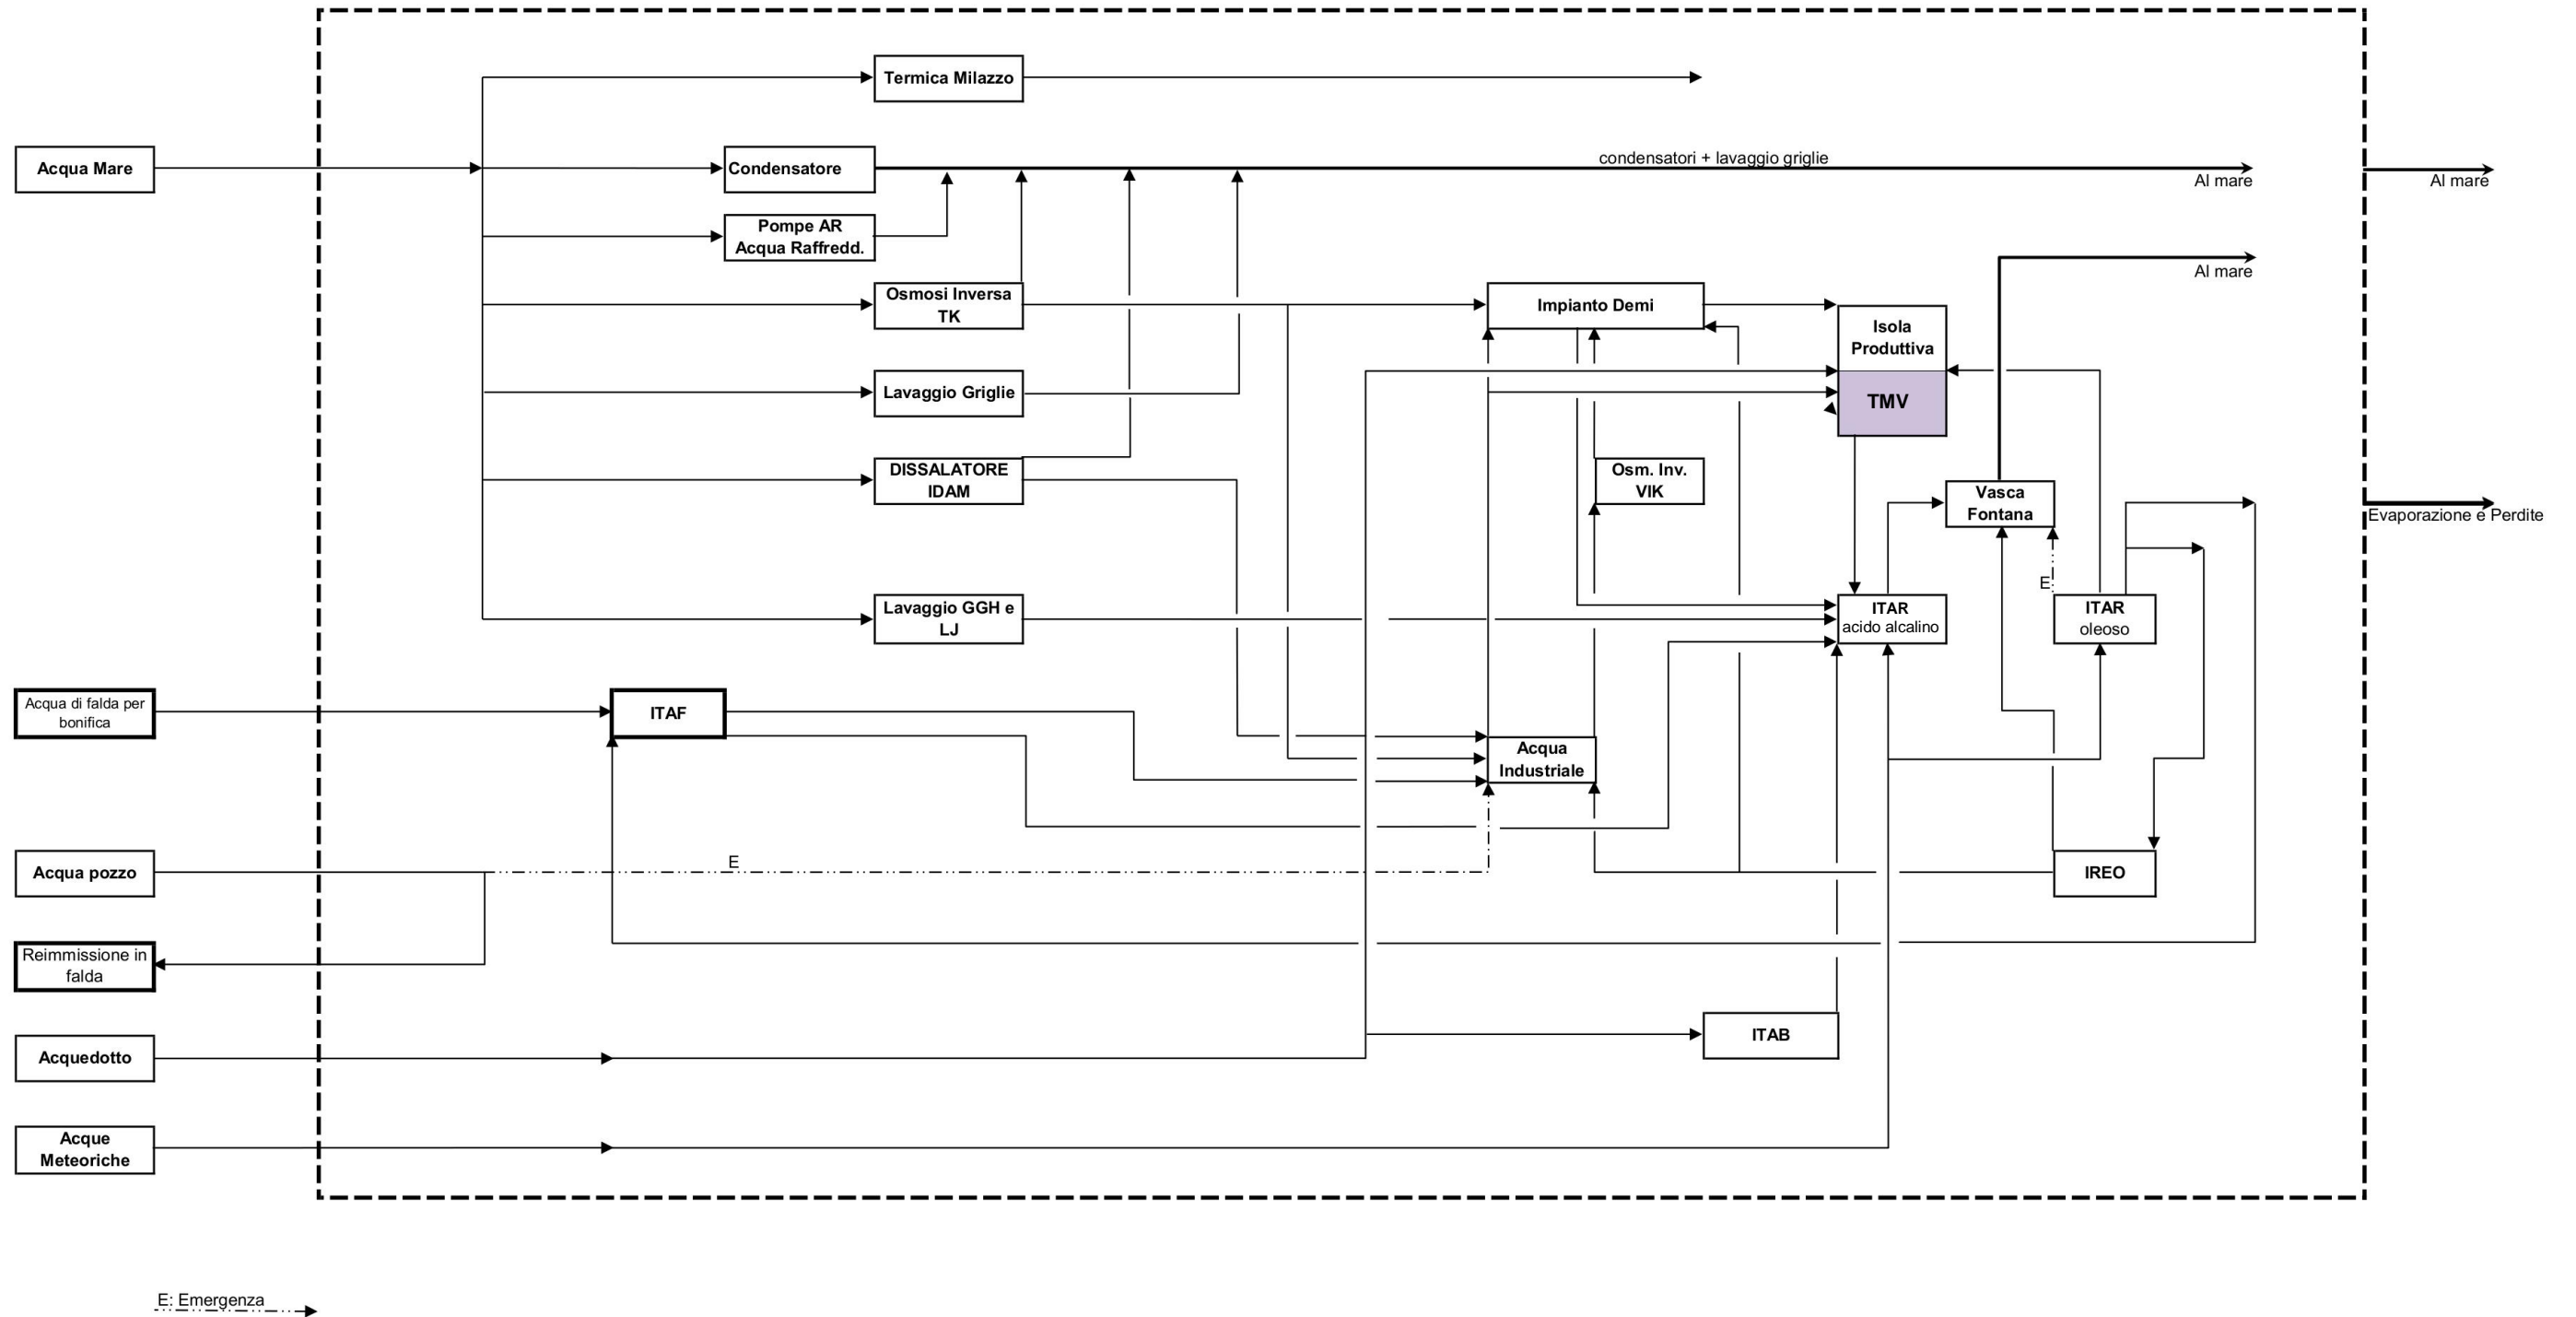 Termica Milazzo
Acqua Mare
Condensatore
condensatori + lavaggio griglie
Al mare
Al mare
Pompe AR
Acqua Raffredd.
Al mare
Osmosi Inversa
TK
Impianto Demi
Isola
Produttiva
TMV
Lavaggio Griglie
DISSALATORE
IDAM
Osm. Inv.
VIK
Vasca
Fontana
Evaporazione e Perdite
E
Lavaggio GGH e
LJ
ITAR
acido alcalino
ITAR
oleoso
Acqua di falda per
bonifica
ITAF
Acqua
Industriale
Acqua pozzo
E
IREO
Reimmissione in
falda
ITAB
Acquedotto
Acque
Meteoriche
E: Emergenza